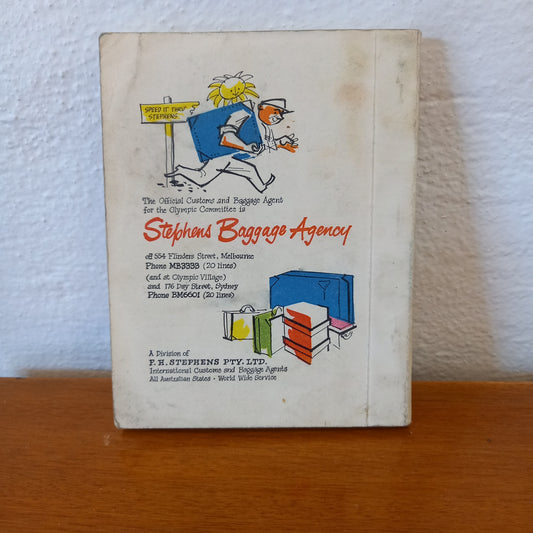 SPEED IT THRU'
STEPHENS
The Official Customs and Baggage Agent
for the Olympic Committee is
Stephens Baggage Agency
off 554 Flinders Street, Melbourne
Phone MB3333 (20 lines)
(and at Olympic Village)
and 176 Day Street, Sydney
Phone BM6601 (20 lines)
A Division of
F. H. STEPHENS PTY. LTD.
International Customs and Baggage Agents
All Australian States · World Wide Service